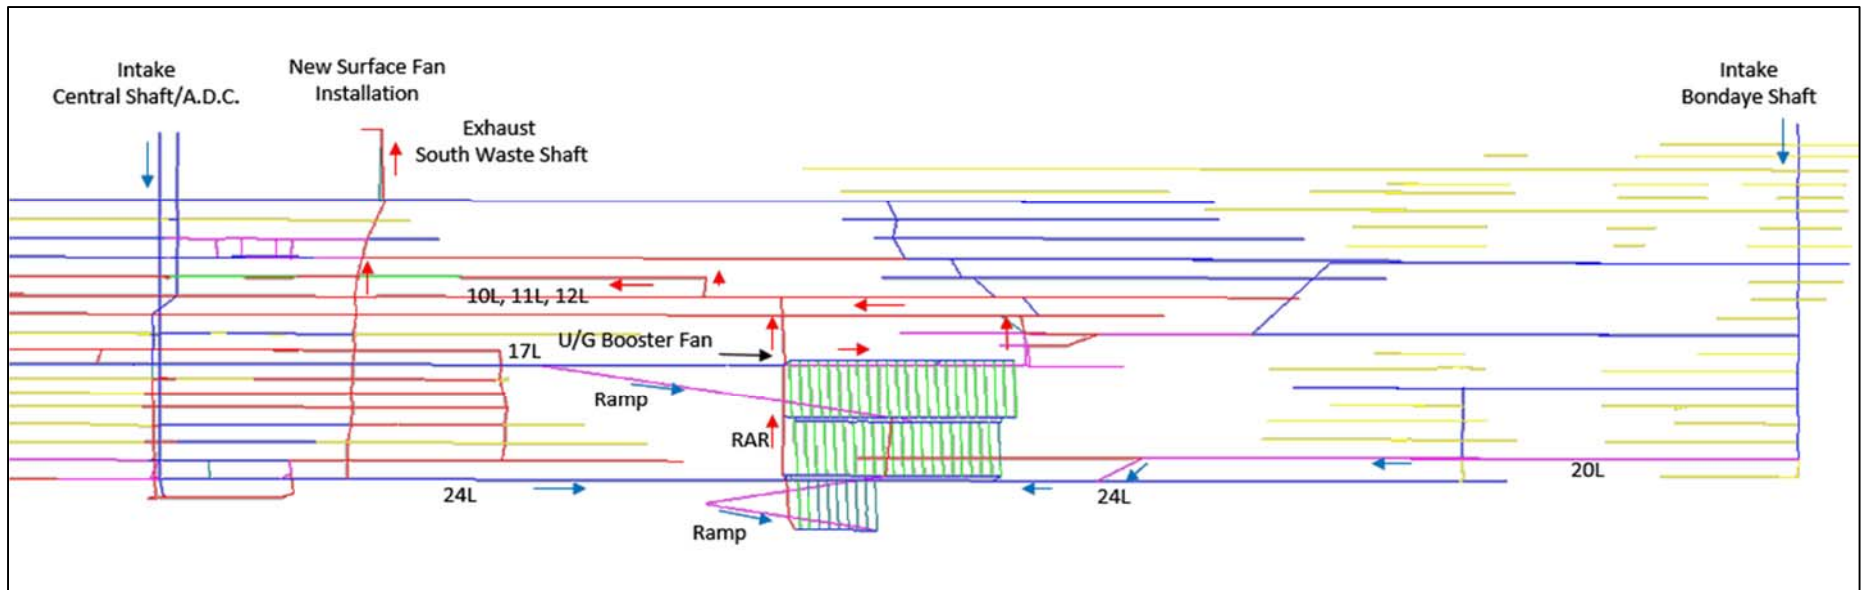 Intake
Central Shaft/A.D.C.
New Surface Fan
Installation
Exhaust
South Waste Shaft
Intake
Bondaye Shaft
10L, 11L, 12L
U/G Booster Fan
17L
Ramp
RAR
20L
24L
24L
Ramp